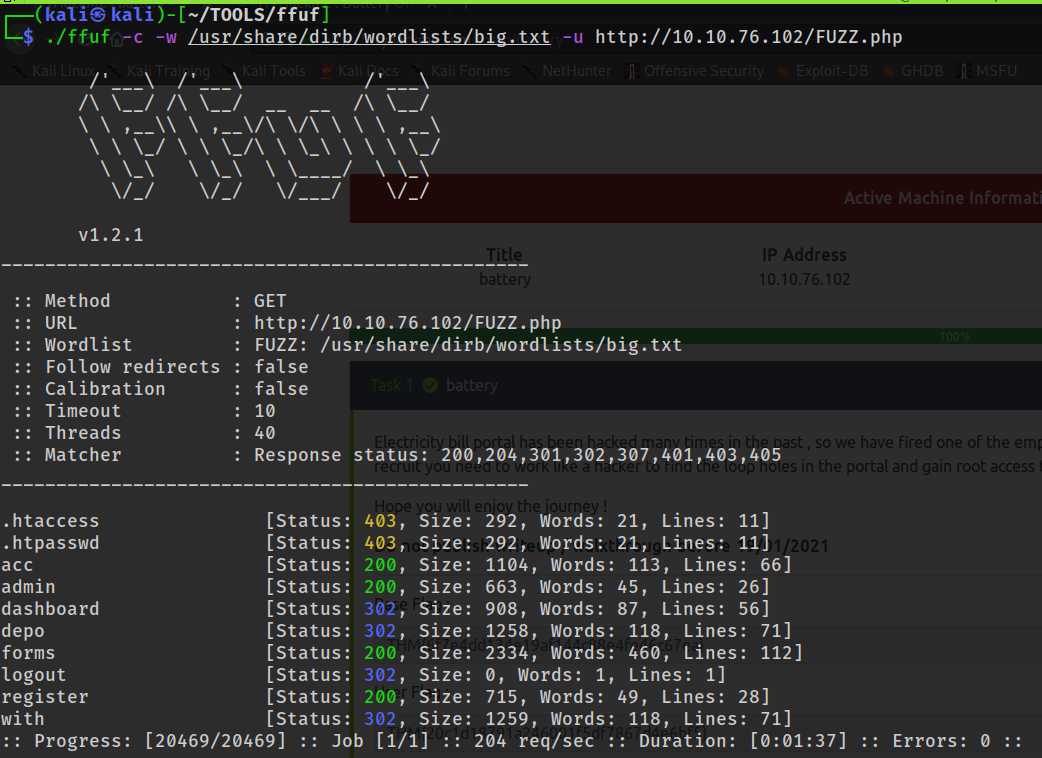 (kali㉿kali)-[~/TOOLS/ffuf]
$ ./ffuf -c -w /usr/share/dirb/wordlists/big.txt -u http://10.10.76.102/FUZZ.php
Kali Linux Kali Training Kali Tools Kali Docs Kali Forums NetHunter Offensive Security Exploit-DB GHDB MSFU
Active Machine Informati
v1.2.1
Title IP Address
battery 10.10.76.102
:: Method : GET
:: URL : http://10.10.76.102/FUZZ.php
100%
:: Wordlist : FUZZ: /usr/share/dirb/wordlists/big.txt
:: Follow redirects : false
:: Calibration : false
Task 1 battery
:: Timeout : 10
:: Threads : 40
:: Matcher : Response status: 200,204,301,302,307,401,403,405
Electricity bill portal has been hacked many times in the past , so we have fired one of the emp
recruit you need to work like a hacker to find the loop holes in the portal and gain root access t
Hope you will enjoy the journey !
.htaccess [Status: 403, Size: 292, Words: 21, Lines: 11]
.htpasswd [Status: 403, Size: 292, Words: 21, Lines: 11]
acc [Status: 200, Size: 1104, Words: 113, Lines: 66]
admin [Status: 200, Size: 663, Words: 45, Lines: 26]
dashboard [Status: 302, Size: 908, Words: 87, Lines: 56]
depo [Status: 302, Size: 1258, Words: 118, Lines: 71]
forms [Status: 200, Size: 2334, Words: 460, Lines: 112]
logout [Status: 302, Size: 0, Words: 1, Lines: 1]
register [Status: 200, Size: 715, Words: 49, Lines: 28]
with [Status: 302, Size: 1259, Words: 118, Lines: 71]
:: Progress: [20469/20469] :: Job [1/1] :: 204 req/sec :: Duration: [0:01:37] :: Errors: 0 ::